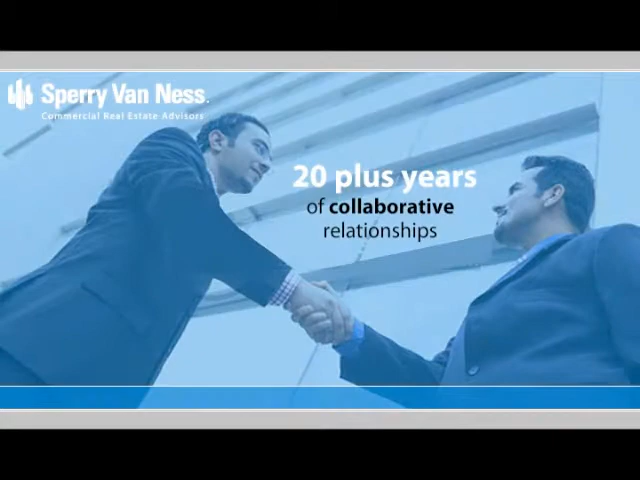 Sperry Van Ness.
Commercial Real Estate Advisors
20 plus years
of collaborative
relationships